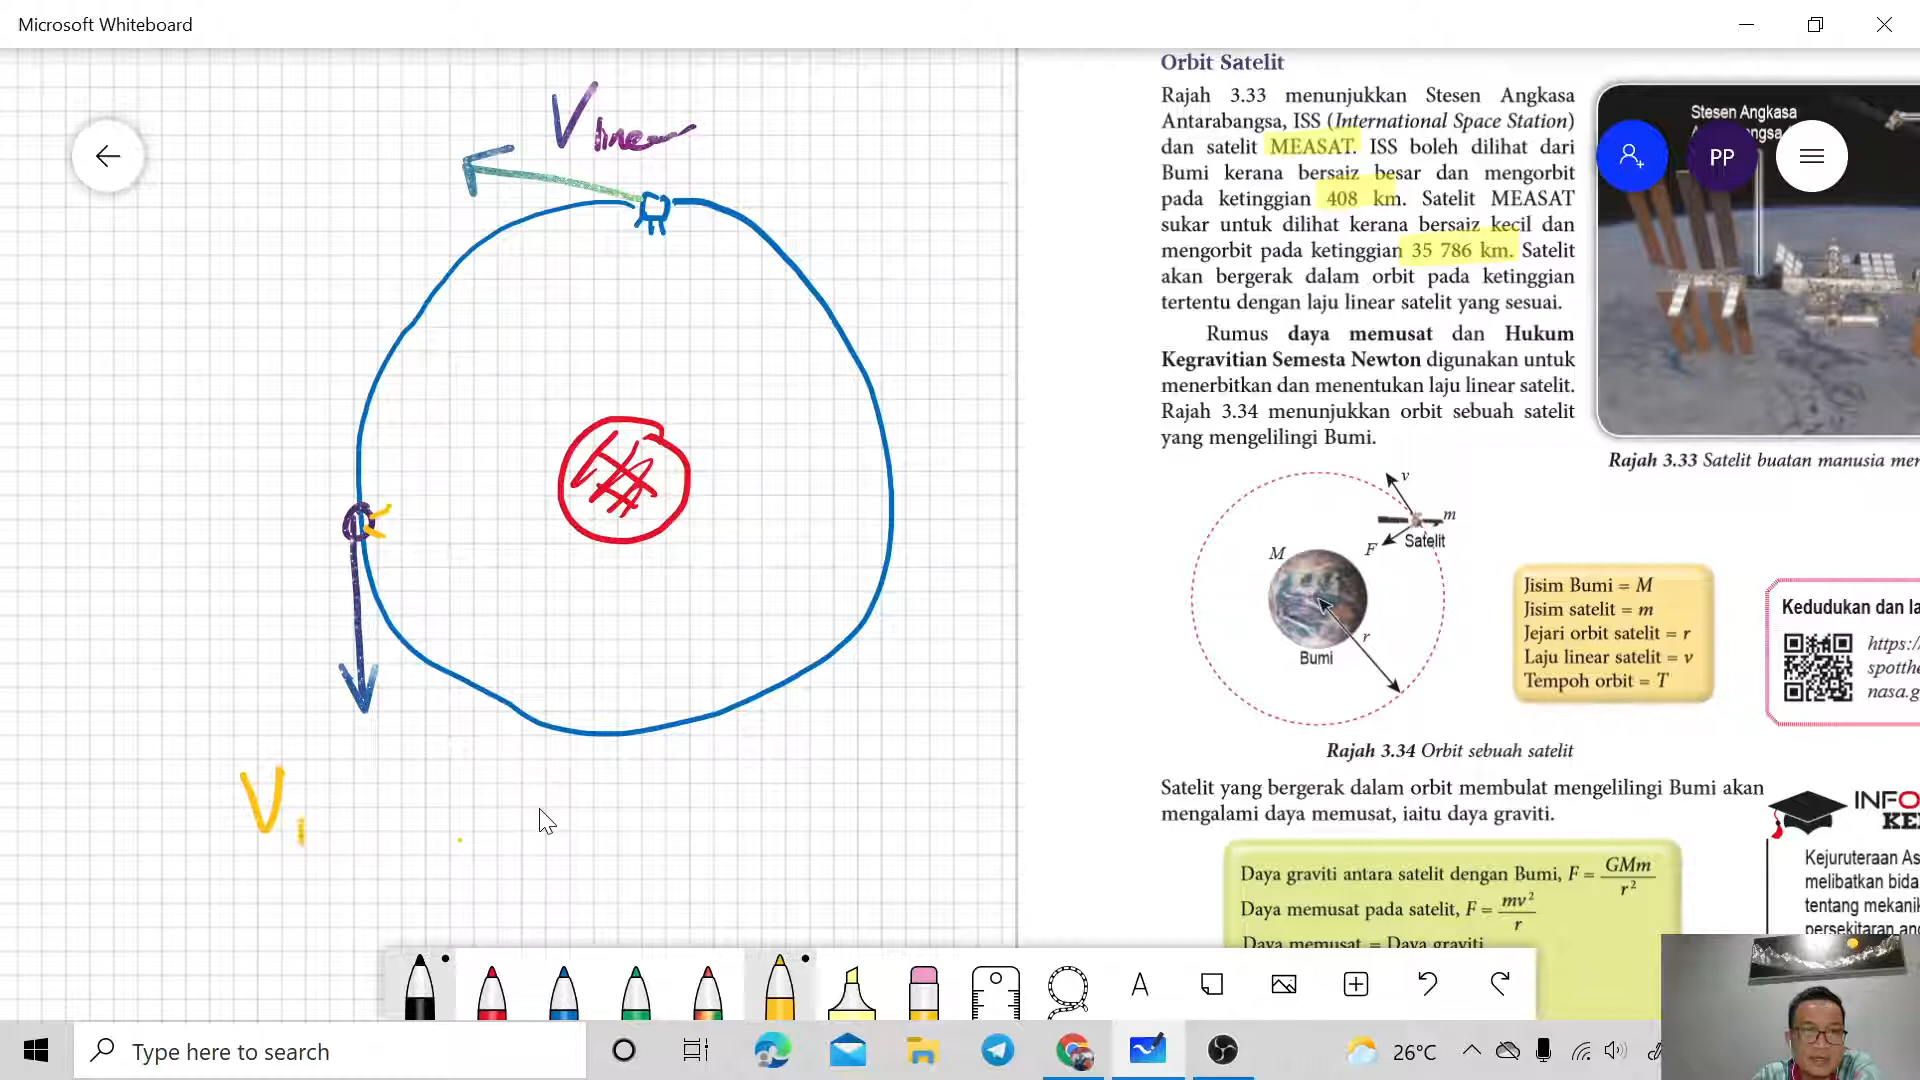 Microsoft Whiteboard
V linear
V
Orbit Satelit
Rajah 3.33 menunjukkan Stesen Angkasa
Antarabangsa, ISS (International Space Station)
dan satelit MEASAT. ISS boleh dilihat dari
Bumi kerana bersaiz besar dan mengorbit
pada ketinggian 408 km. Satelit MEASAT
sukar untuk dilihat kerana bersaiz kecil dan
mengorbit pada ketinggian 35 786 km. Satelit
akan bergerak dalam orbit pada ketinggian
tertentu dengan laju linear satelit yang sesuai.
Rumus daya memusat dan Hukum
Kegravitian Semesta Newton digunakan untuk
menerbitkan dan menentukan laju linear satelit.
Rajah 3.34 menunjukkan orbit sebuah satelit
yang mengelilingi Bumi.
Stesen Angkasa
PP
Rajah 3.33 Satelit buatan manusia
v
m
F
Satelit
M
r
Bumi
Jisim Bumi = M
Jisim satelit = m
Jejari orbit satelit = r
Laju linear satelit = v
Tempoh orbit = T
Kedudukan dan
https:/
spotthe
nasa.g
Rajah 3.34 Orbit sebuah satelit
Satelit yang bergerak dalam orbit membulat mengelilingi Bumi akan
mengalami daya memusat, iaitu daya graviti.
Daya graviti antara satelit dengan Bumi, F = GMm/r²
Daya memusat pada satelit, F = mv²/r
Daya memusat = Daya graviti
INFO
Kejuruteraan
melibatkan
tentang
A
Type here to search
26°C